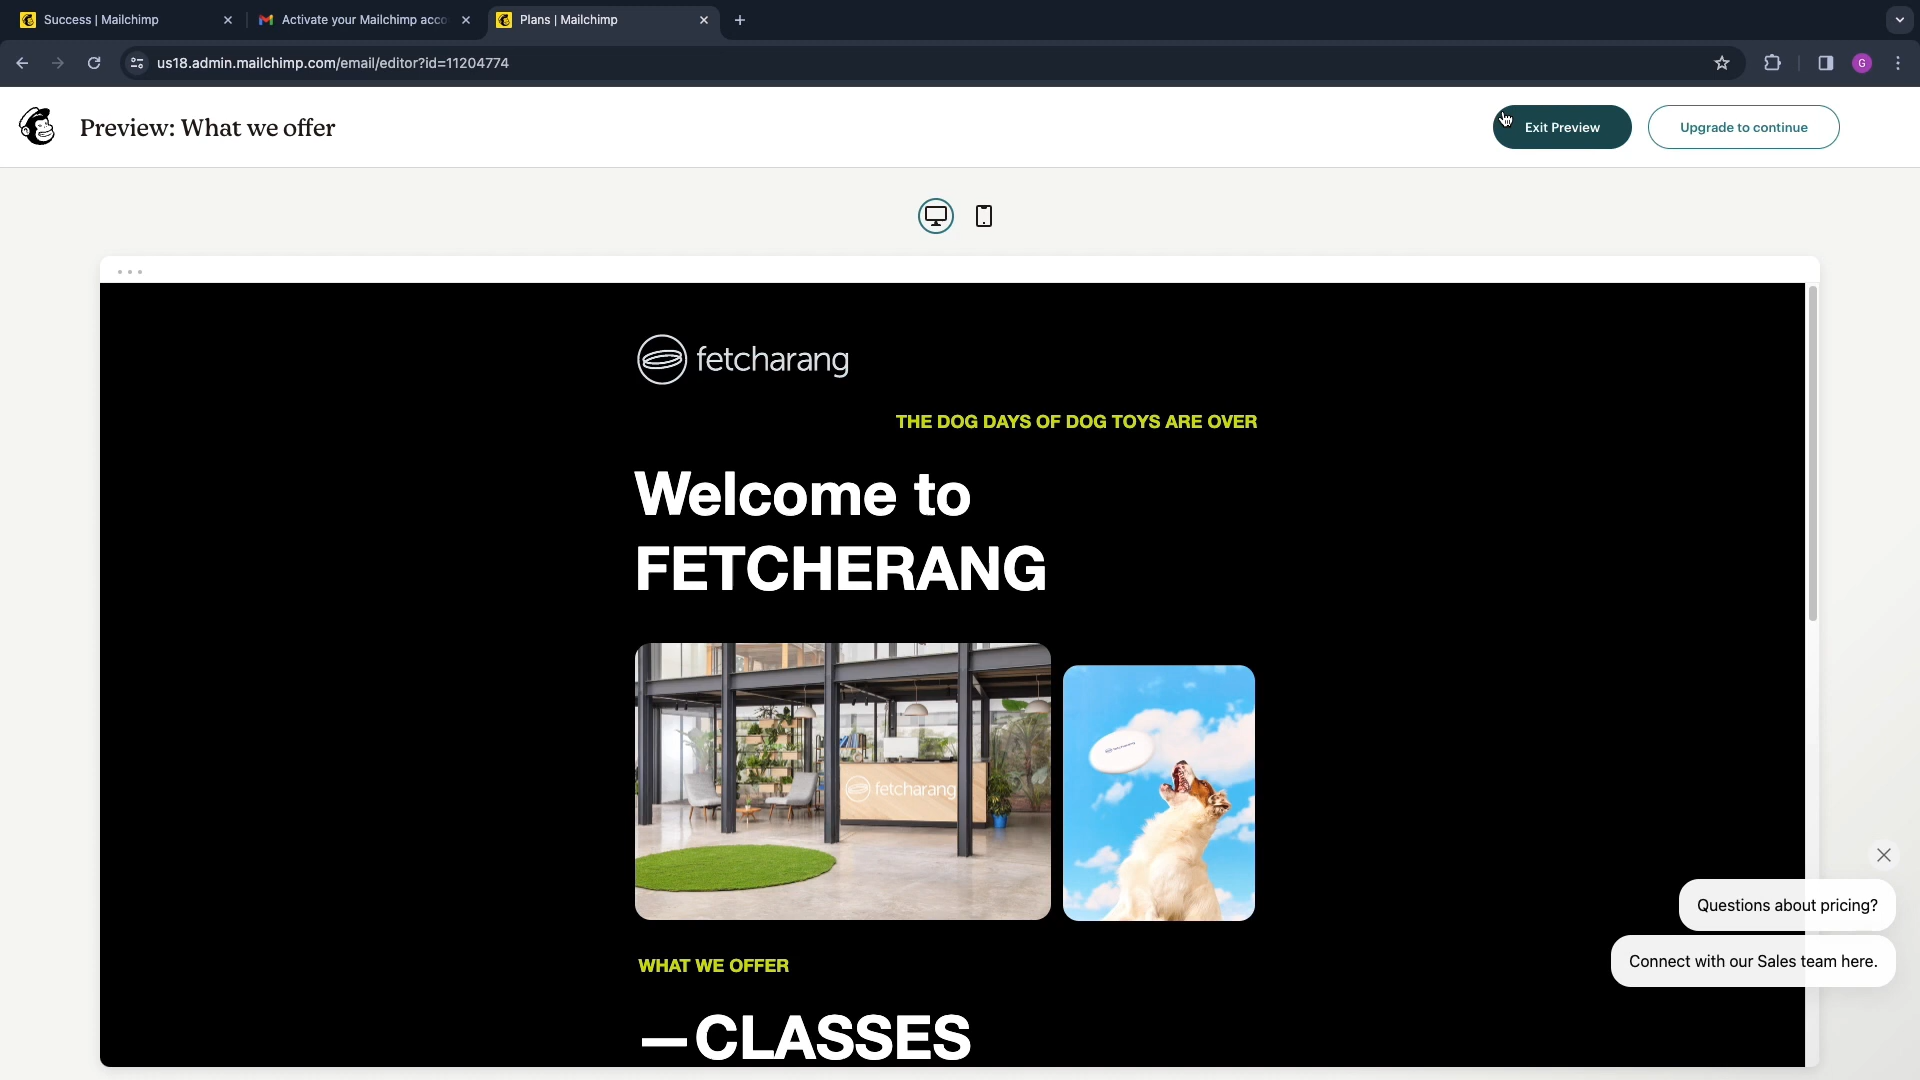 Success | Mailchimp
Activate your Mailchimp acco
Plans | Mailchimp
us18.admin.mailchimp.com/email/editor?id=11204774
G
Preview: What we offer
Exit Preview
Upgrade to continue
fetcharang
THE DOG DAYS OF DOG TOYS ARE OVER
Welcome to
FETCHERANG
fetcharang
WHAT WE OFFER
—CLASSES
Questions about pricing?
Connect with our Sales team here.